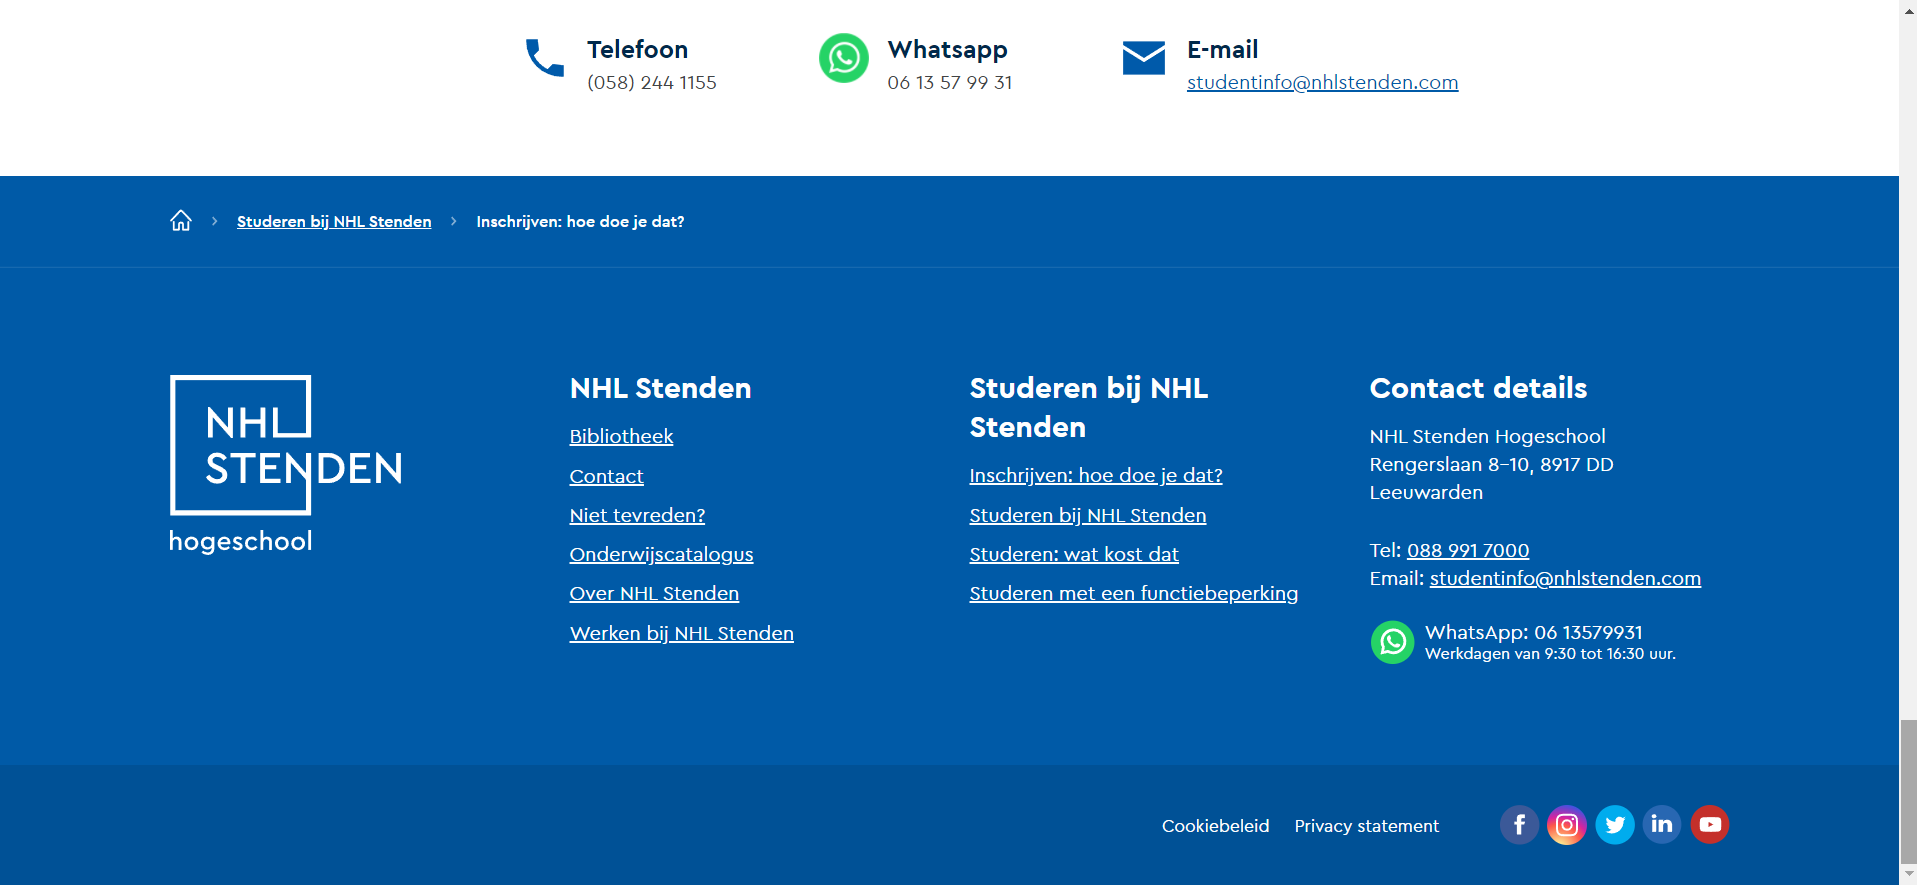 Telefoon
(058) 244 1155
Whatsapp
06 13 57 99 31
E-mail
studentinfo@nhlstenden.com
Studeren bij NHL Stenden
Inschrijven: hoe doe je dat?
NHL
STENDEN
hogeschool
NHL Stenden
Bibliotheek
Contact
Niet tevreden?
Onderwijscatalogus
Over NHL Stenden
Werken bij NHL Stenden
Studeren bij NHL
Stenden
Inschrijven: hoe doe je dat?
Studeren bij NHL Stenden
Studeren: wat kost dat
Studeren met een functiebeperking
Contact details
NHL Stenden Hogeschool
Rengerslaan 8-10, 8917 DD
Leeuwarden
Tel: 088 991 7000
Email: studentinfo@nhlstenden.com
WhatsApp: 06 13579931
Werkdagen van 9:30 tot 16:30 uur.
Cookiebeleid
Privacy statement